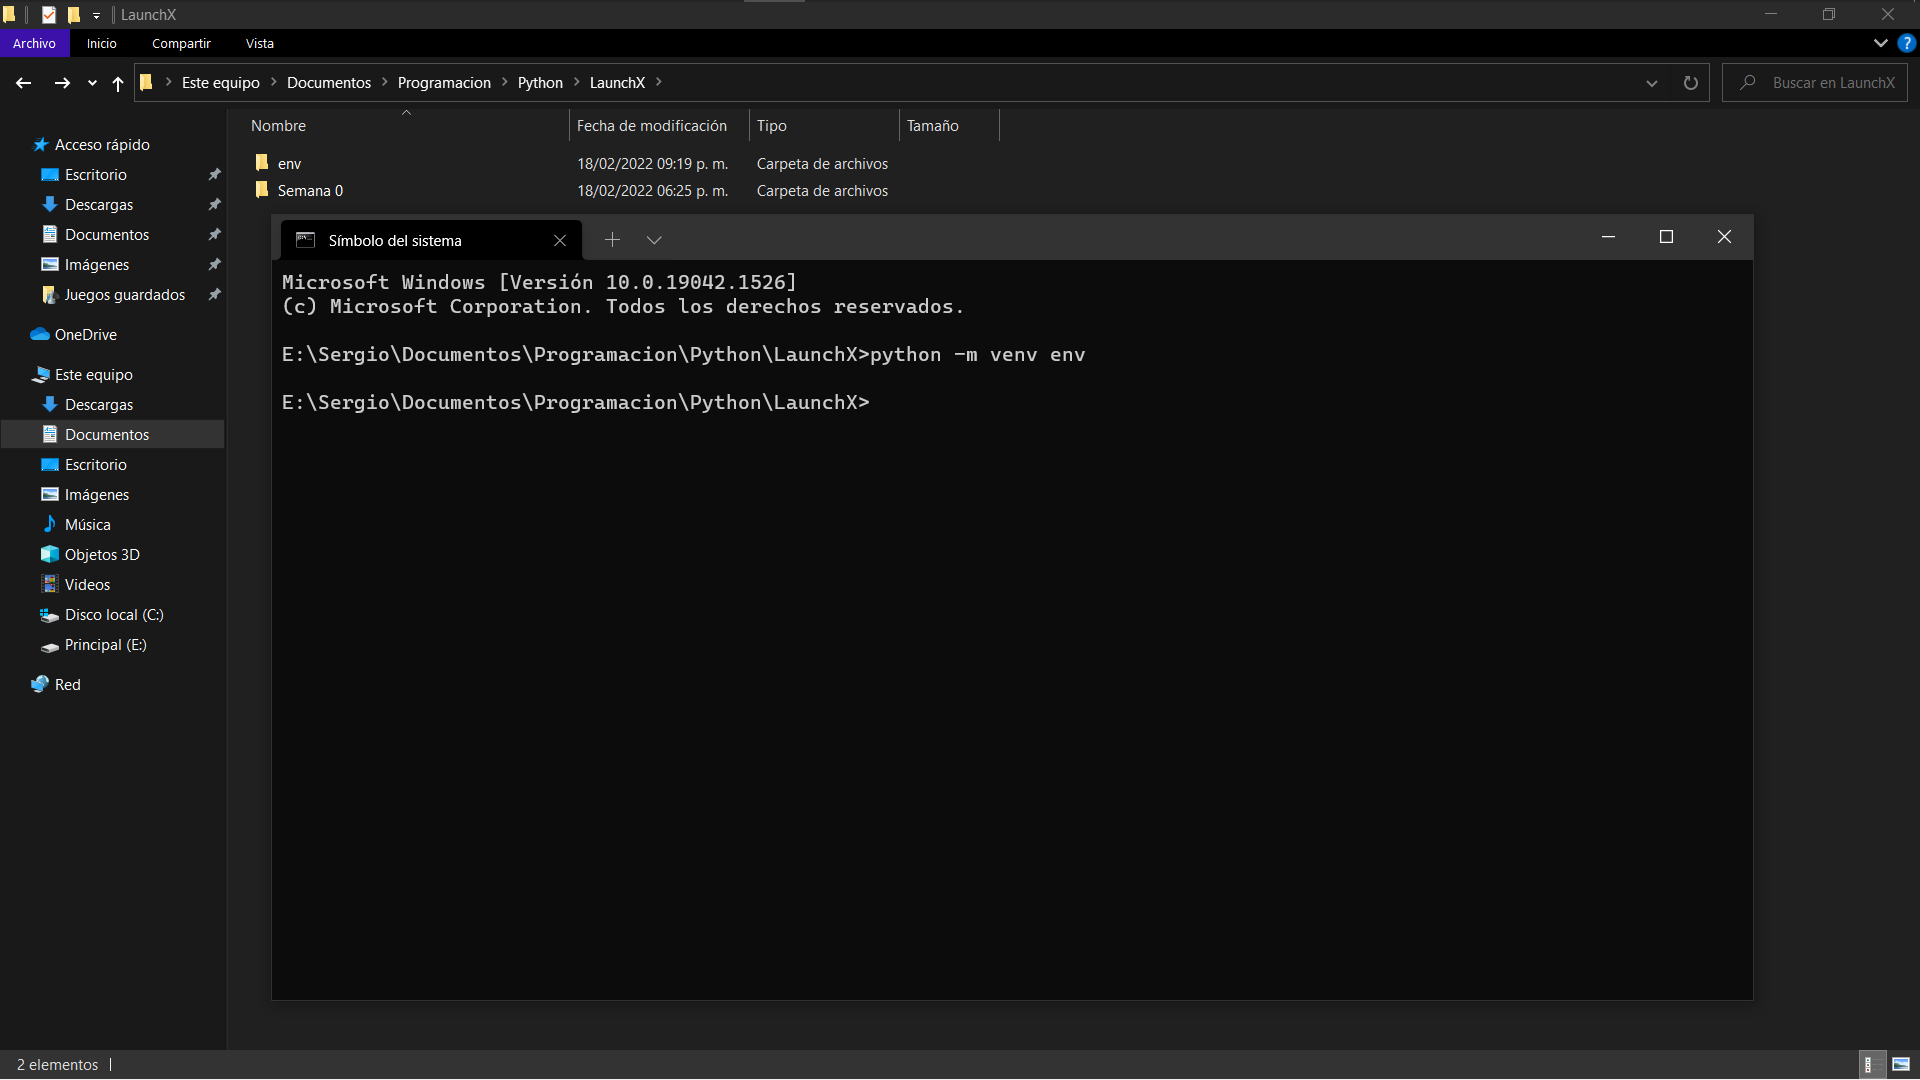 LaunchX
Archivo Inicio Compartir Vista
Este equipo Documentos Programacion Python LaunchX Buscar en LaunchX
Nombre Fecha de modificación Tipo Tamaño
env 18/02/2022 09:19 p. m. Carpeta de archivos
Semana 0 18/02/2022 06:25 p. m. Carpeta de archivos
Acceso rápido
Escritorio
Descargas
Documentos
Imágenes
Juegos guardados
OneDrive
Este equipo
Descargas
Documentos
Escritorio
Imágenes
Música
Objetos 3D
Videos
Disco local (C:)
Principal (E:)
Red
Símbolo del sistema
Microsoft Windows [Versión 10.0.19042.1526]
(c) Microsoft Corporation. Todos los derechos reservados.
E:\Sergio\Documentos\Programacion\Python\LaunchX>python -m venv env
E:\Sergio\Documentos\Programacion\Python\LaunchX>
2 elementos